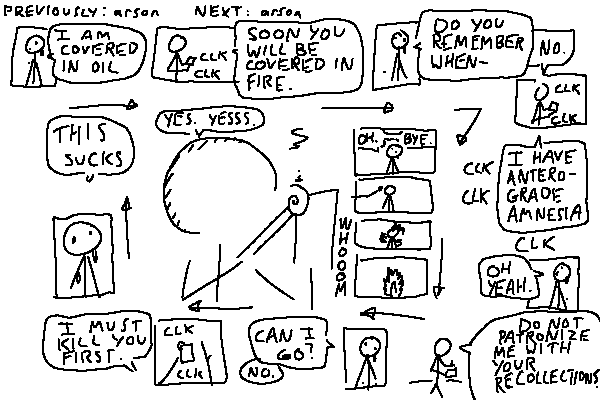 PREVIOUSLY: arson
NEXT: arson
I AM
COVERED
IN OIL
CLK
CLK
SOON YOU
WILL BE
COVERED IN
FIRE.
DO YOU
REMEMBER
WHEN-
NO.
CLK
CLK
I HAVE
ANTERO-
GRADE
AMNESIA
CLK
CLK
CLK
OH
YEAH.
DO NOT
PATRONIZE
ME WITH
YOUR
RECOLLECTIONS
CAN I
GO?
NO.
CLK
CLK
I MUST
KILL YOU
FIRST.
THIS
SUCKS
YES. YESSS.
OH.
BYE.
WHOOOM